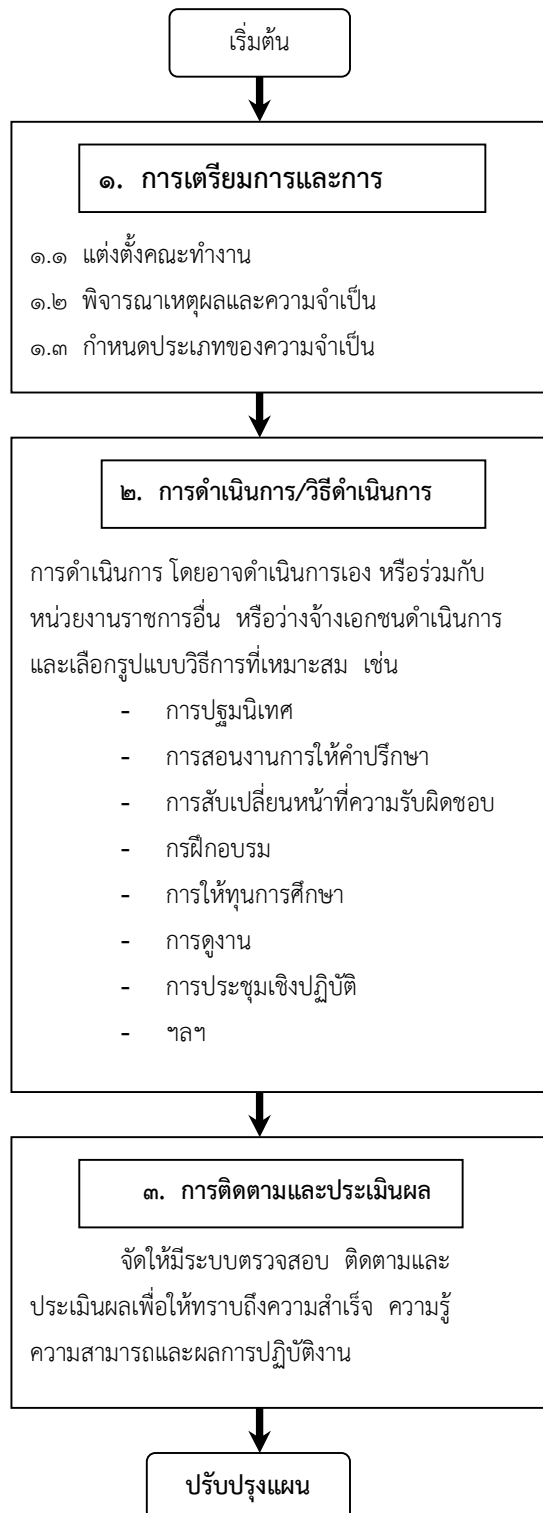 เริ่มต้น
๑. การเตรียมการและการ
๑.๑ แต่งตั้งคณะทำงาน
๑.๒ พิจารณาเหตุผลและความจำเป็น
๑.๓ กำหนดประเภทของความจำเป็น
๒. การดำเนินการ/วิธีดำเนินการ
การดำเนินการ โดยอาจดำเนินการเอง หรือร่วมกับ
หน่วยงานราชการอื่น หรือว่างจ้างเอกชนดำเนินการ
และเลือกรูปแบบวิธีการที่เหมาะสม เช่น
- การปฐมนิเทศ
- การสอนงานการให้คำปรึกษา
- การสับเปลี่ยนหน้าที่ความรับผิดชอบ
- กรฝึกอบรม
- การให้ทุนการศึกษา
- การดูงาน
- การประชุมเชิงปฏิบัติ
- ฯลฯ
๓. การติดตามและประเมินผล
จัดให้มีระบบตรวจสอบ ติดตามและ
ประเมินผลเพื่อให้ทราบถึงความสำเร็จ ความรู้
ความสามารถและผลการปฏิบัติงาน
ปรับปรุงแผน